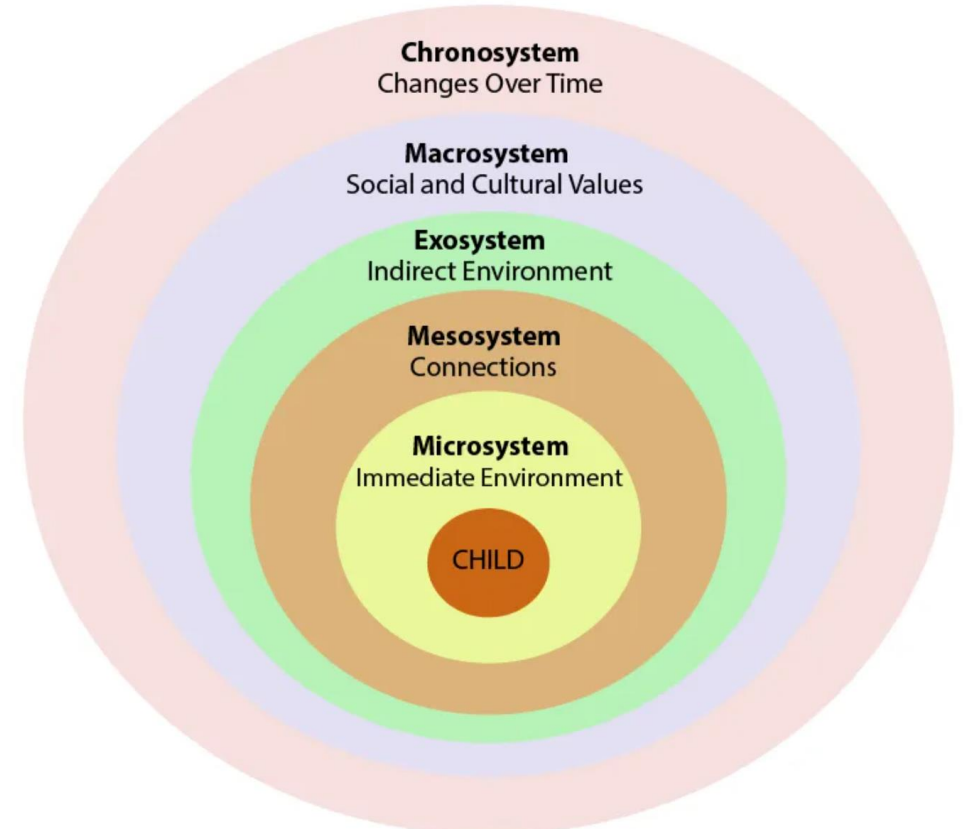 Chronosystem
Changes Over Time
Macrosystem
Social and Cultural Values
Exosystem
Indirect Environment
Mesosystem
Connections
Microsystem
Immediate Environment
CHILD